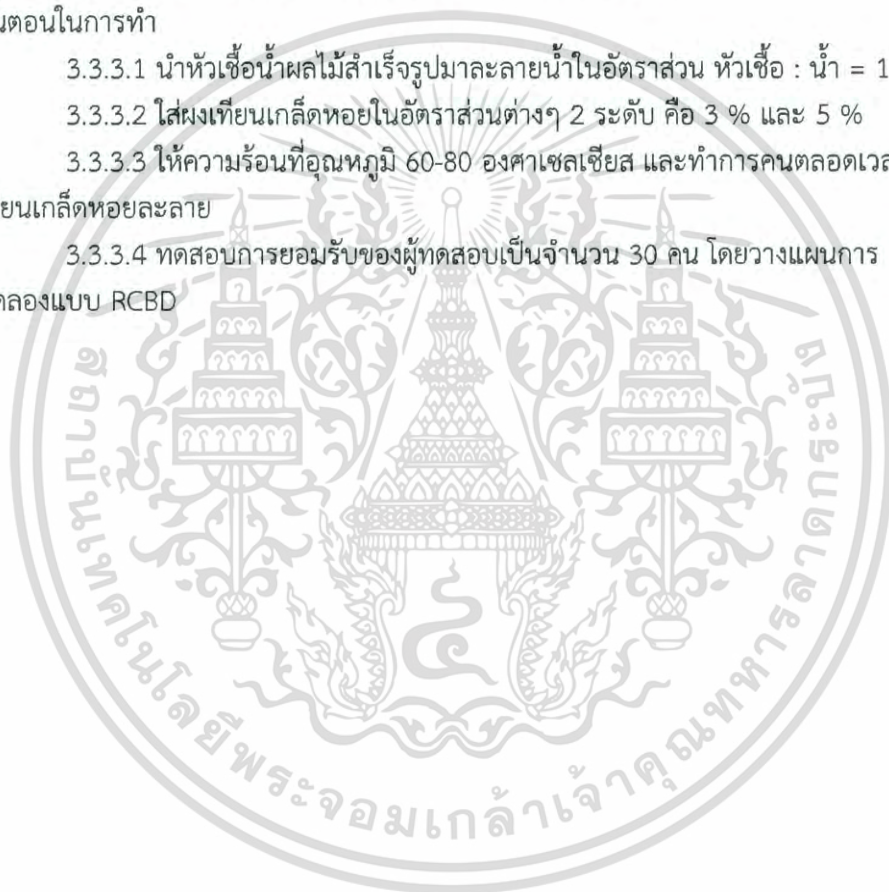 นตอนในการทำ
3.3.3.1 นำหัวเชื้อน้ำผลไม้สำเร็จรูปมาละลายน้ำในอัตราส่วน หัวเชื้อ : น้ำ = 1
3.3.3.2 ใส่ผงเทียนเกล็ดหอยในอัตราส่วนต่างๆ 2 ระดับ คือ 3 % และ 5 %
3.3.3.3 ให้ความร้อนที่อุณหภูมิ 60-80 องศาเซลเซียส และทำการคนตลอดเวล
ยนเกล็ดหอยละลาย
3.3.3.4 ทดสอบการยอมรับของผู้ทดสอบเป็นจำนวน 30 คน โดยวางแผนการ
ดลองแบบ RCBD
สถาบันเทคโนโลยีพระจอมเกล้าเจ้าคุณทหารลาดกระบัง